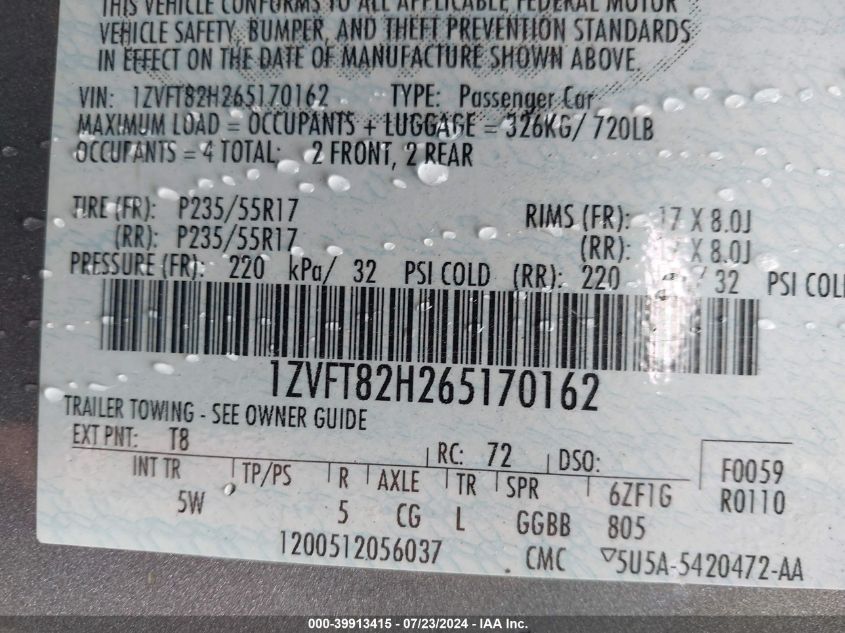 THIS VEHICLE CONFORMS TO ALL APPLICABLE FEDERAL MOTOR
VEHICLE SAFETY, BUMPER, AND THEFT PREVENTION STANDARDS
IN EFFECT ON THE DATE OF MANUFACTURE SHOWN ABOVE.
VIN: 1ZVFT82H265170162 TYPE: Passenger Car
MAXIMUM LOAD = OCCUPANTS + LUGGAGE = 326KG/ 720LB
OCCUPANTS = 4 TOTAL: 2 FRONT, 2 REAR
TIRE (FR): P235/55R17 RIMS (FR): 17 X 8.0J
(RR): P235/55R17 (RR): X 8.0J
PRESSURE (FR): 220 kPa/ 32 PSI COLD (RR): 220 / 32 PSI COLD
1ZVFT82H265170162
TRAILER TOWING - SEE OWNER GUIDE
EXT PNT: T8 RC: 72 DSO:
F0059
INT TR TP/PS R AXLE TR SPR 6ZF1G R0110
5W 5 CG L GGBB 805
1200512056037 CMC ▽5U5A-5420472-AA
000-39913415 - 07/23/2024 - IAA Inc.